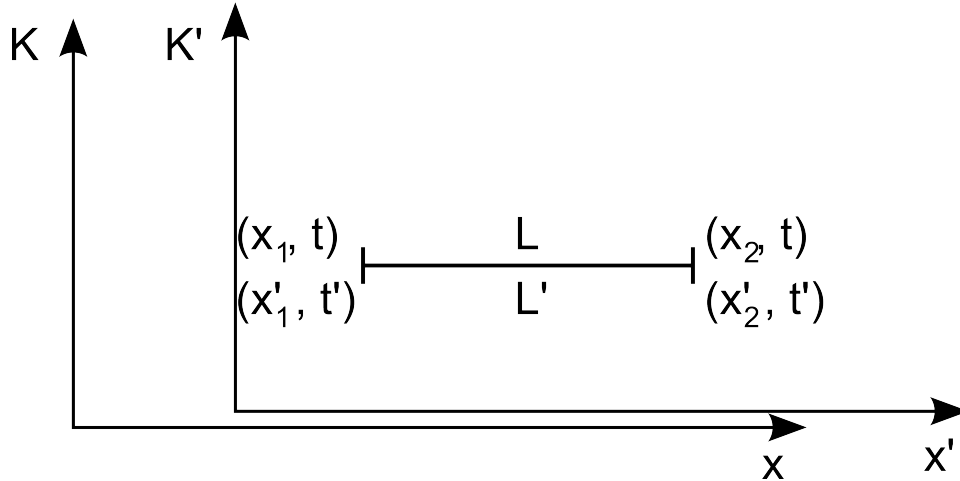 K K'
(x₁, t) L (x₂, t)
(x'₁, t') L' (x'₂, t')
x x'